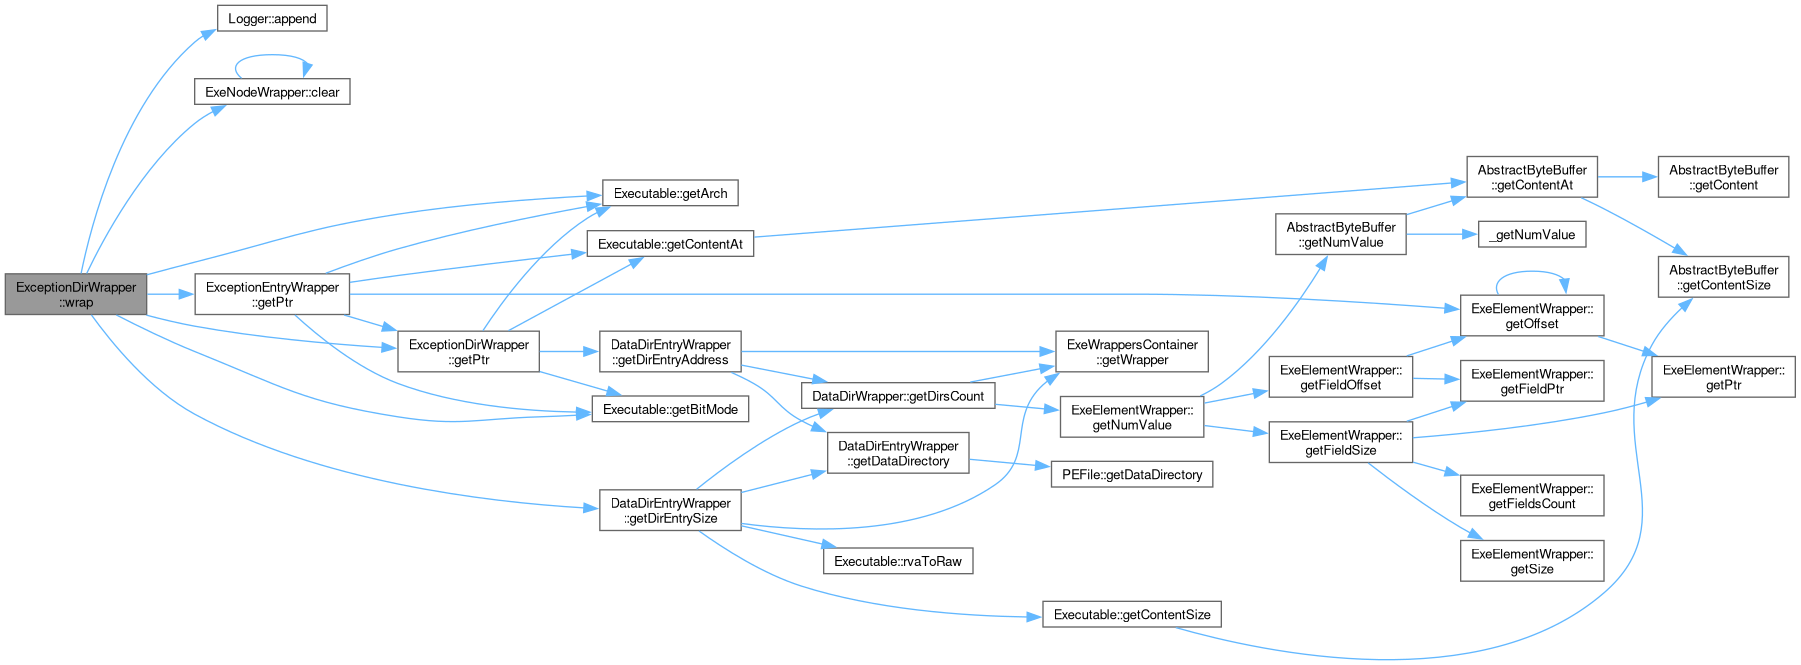 Logger::append
ExeNodeWrapper::clear
ExceptionDirWrapper
::wrap
ExceptionEntryWrapper
::getPtr
ExceptionDirWrapper
::getPtr
Executable::getArch
Executable::getContentAt
DataDirEntryWrapper
::getDirEntryAddress
Executable::getBitMode
DataDirEntryWrapper
::getDirEntrySize
DataDirWrapper::getDirsCount
DataDirEntryWrapper
::getDataDirectory
Executable::rvaToRaw
ExeWrappersContainer
::getWrapper
ExeElementWrapper::
getNumValue
PEFile::getDataDirectory
Executable::getContentSize
AbstractByteBuffer
::getNumValue
ExeElementWrapper::
getFieldOffset
ExeElementWrapper::
getFieldSize
AbstractByteBuffer
::getContentAt
_getNumValue
ExeElementWrapper::
getOffset
ExeElementWrapper::
getFieldPtr
ExeElementWrapper::
getFieldsCount
ExeElementWrapper::
getSize
AbstractByteBuffer
::getContent
AbstractByteBuffer
::getContentSize
ExeElementWrapper::
getPtr